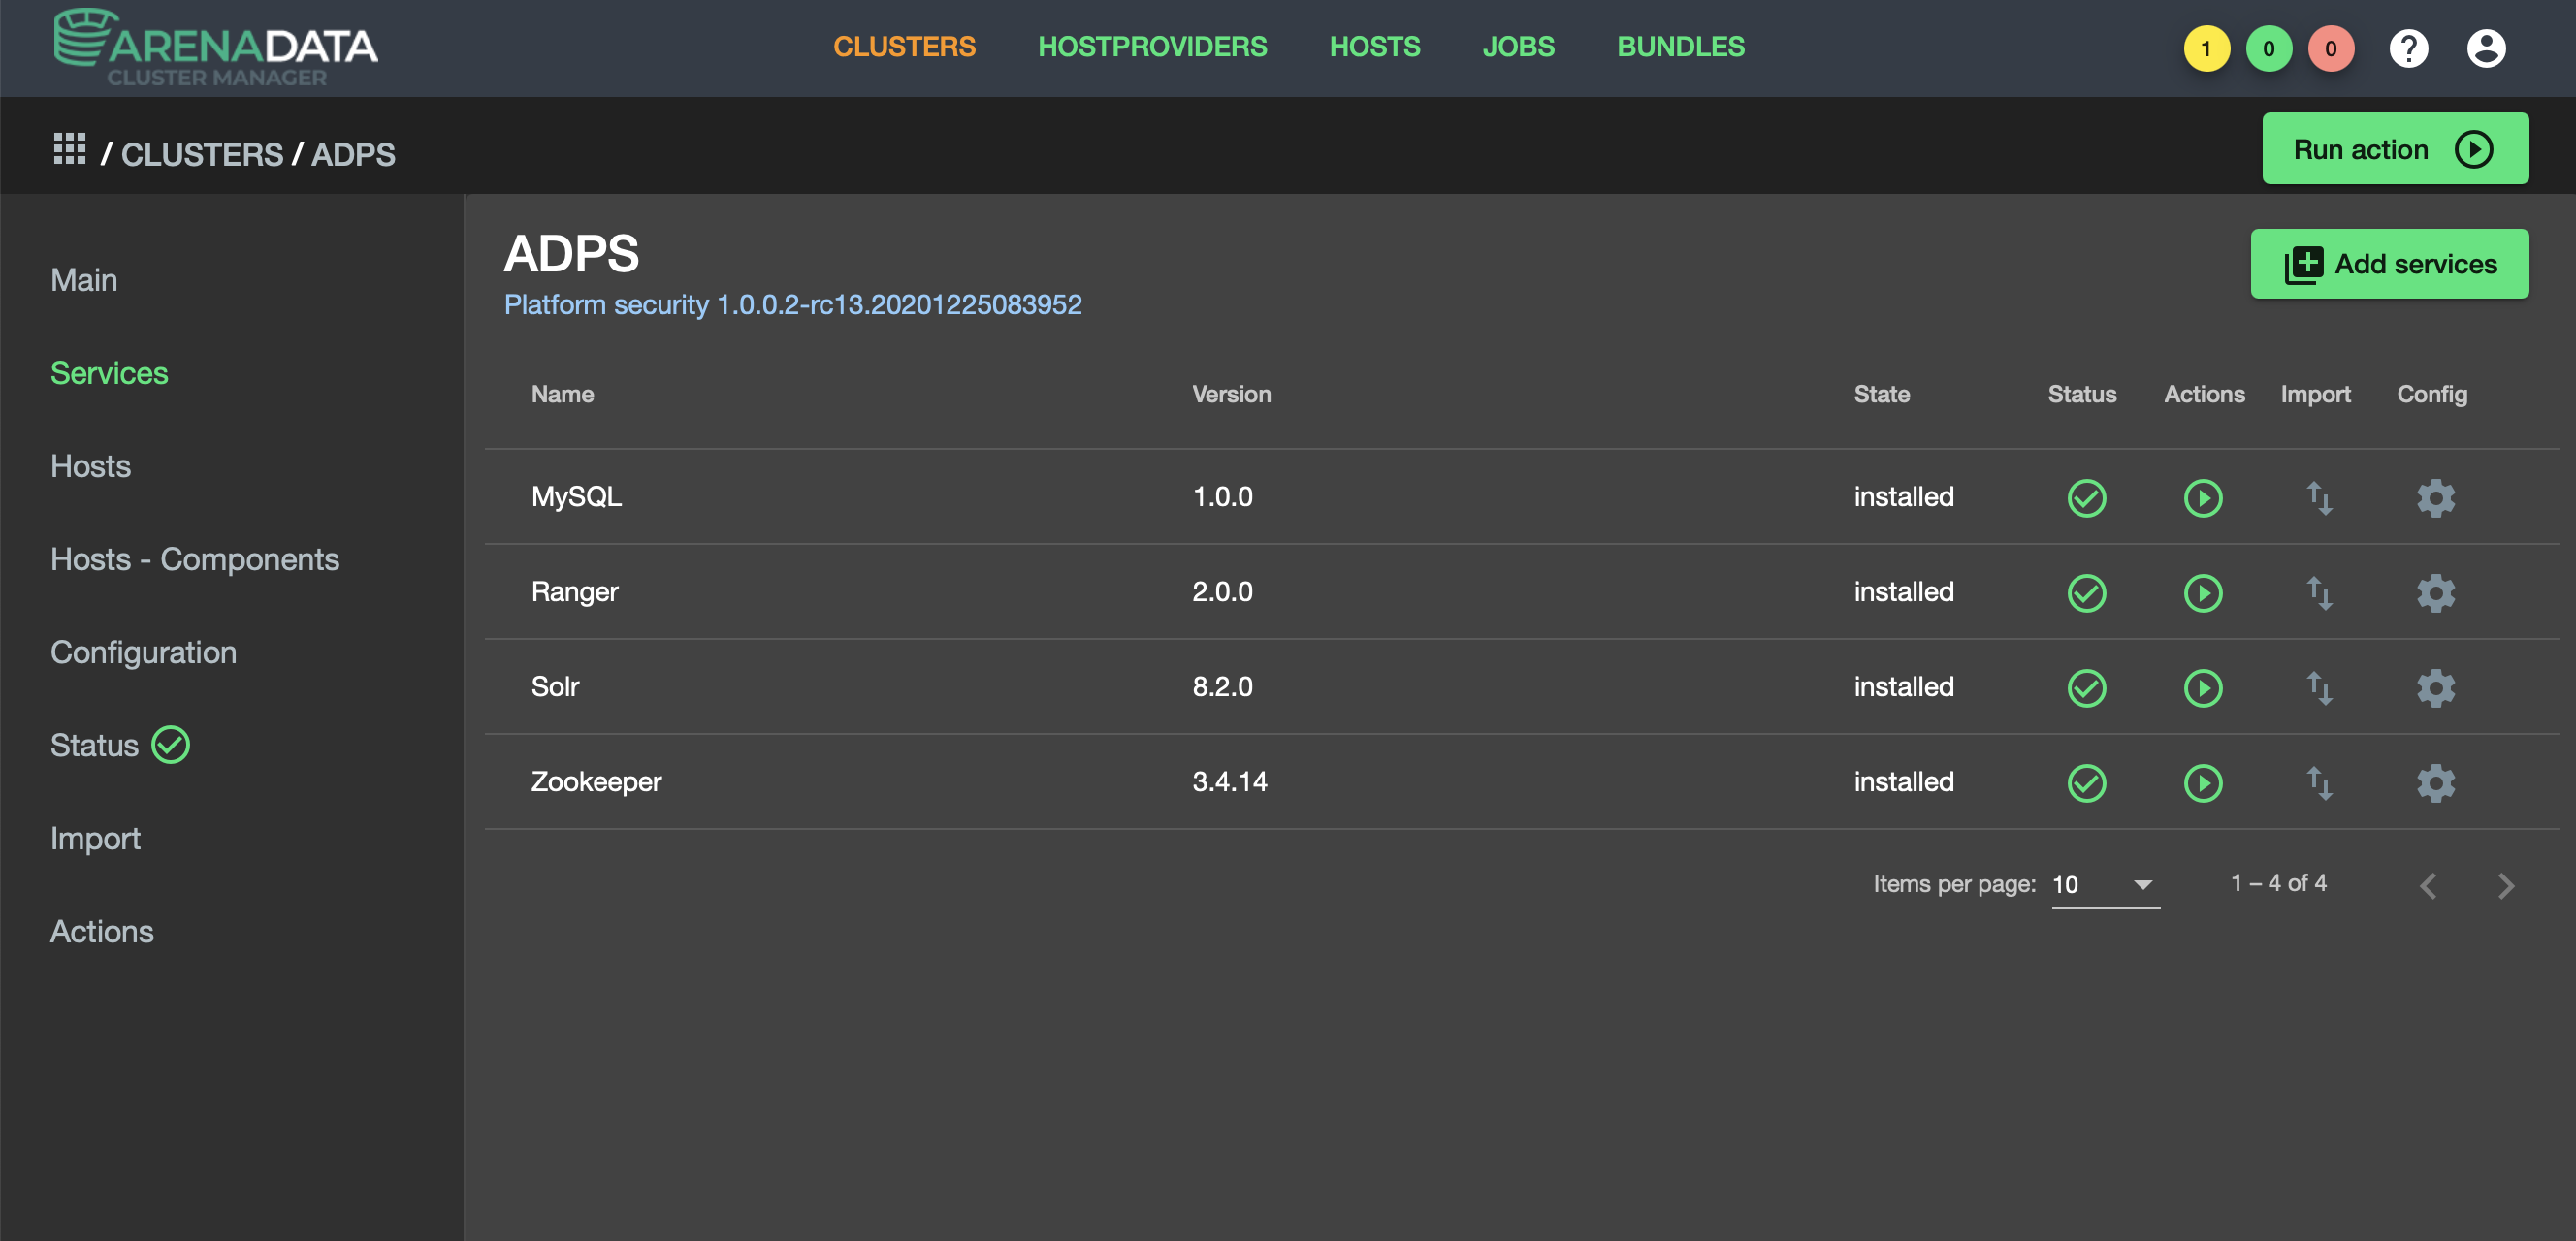 ARENADATA
CLUSTER MANAGER
CLUSTERS HOSTPROVIDERS HOSTS JOBS BUNDLES
1 0 0
/ CLUSTERS / ADPS
Run action
Main
Services
Hosts
Hosts - Components
Configuration
Status
Import
Actions
ADPS
Platform security 1.0.0.2-rc13.20201225083952
Add services
Name Version State Status Actions Import Config
MySQL 1.0.0 installed
Ranger 2.0.0 installed
Solr 8.2.0 installed
Zookeeper 3.4.14 installed
Items per page: 10 1 – 4 of 4